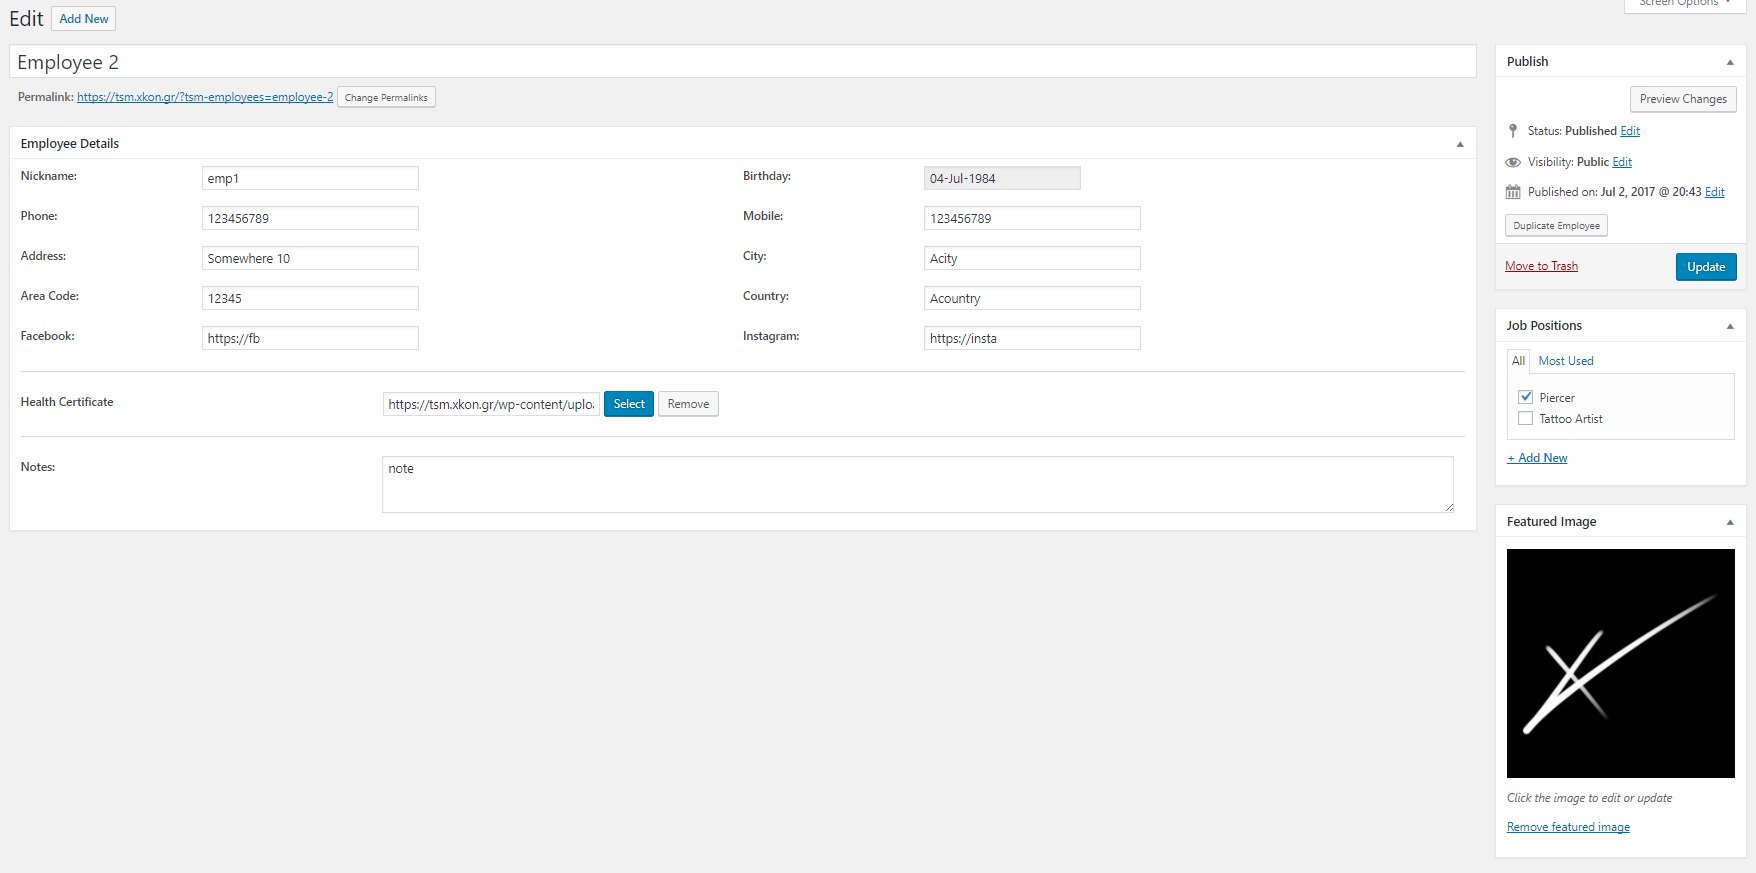 Screen Options
Edit Add New
Employee 2
Permalink: https://tsm.xkon.gr/?tsm-employees=employee-2 Change Permalinks
Employee Details
Nickname: emp1 Birthday: 04-Jul-1984
Phone: 123456789 Mobile: 123456789
Address: Somewhere 10 City: Acity
Area Code: 12345 Country: Acountry
Facebook: https://fb Instagram: https://insta
Health Certificate https://tsm.xkon.gr/wp-content/uploa Select Remove
Notes: note
Publish
Preview Changes
Status: Published Edit
Visibility: Public Edit
Published on: Jul 2, 2017 @ 20:43 Edit
Duplicate Employee
Move to Trash Update
Job Positions
All Most Used
Piercer
Tattoo Artist
+ Add New
Featured Image
Click the image to edit or update
Remove featured image